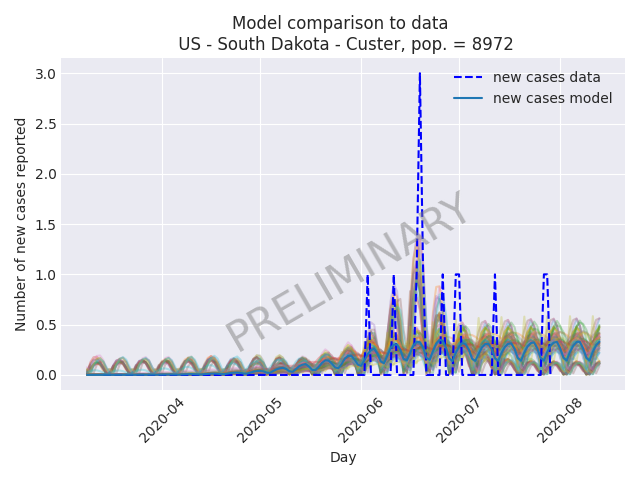 Model comparison to data
US - South Dakota - Custer, pop. = 8972
Number of new cases reported
3.0
2.5
2.0
1.5
1.0
0.5
0.0
new cases data
new cases model
PRELIMINARY
2020-04
2020-05
2020-06
2020-07
2020-08
Day